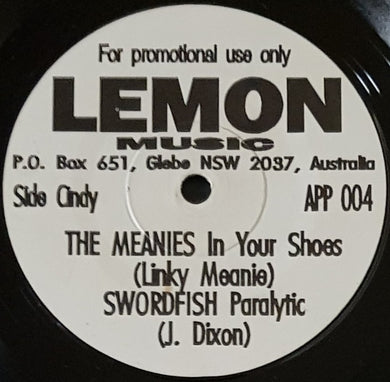 For promotional use only
LEMON
MUSIC
P.O. Box 651, Glebe NSW 2037, Australia
Side Cindy APP 004
THE MEANIES In Your Shoes
(Linky Meanie)
SWORDFISH Paralytic
(J. Dixon)